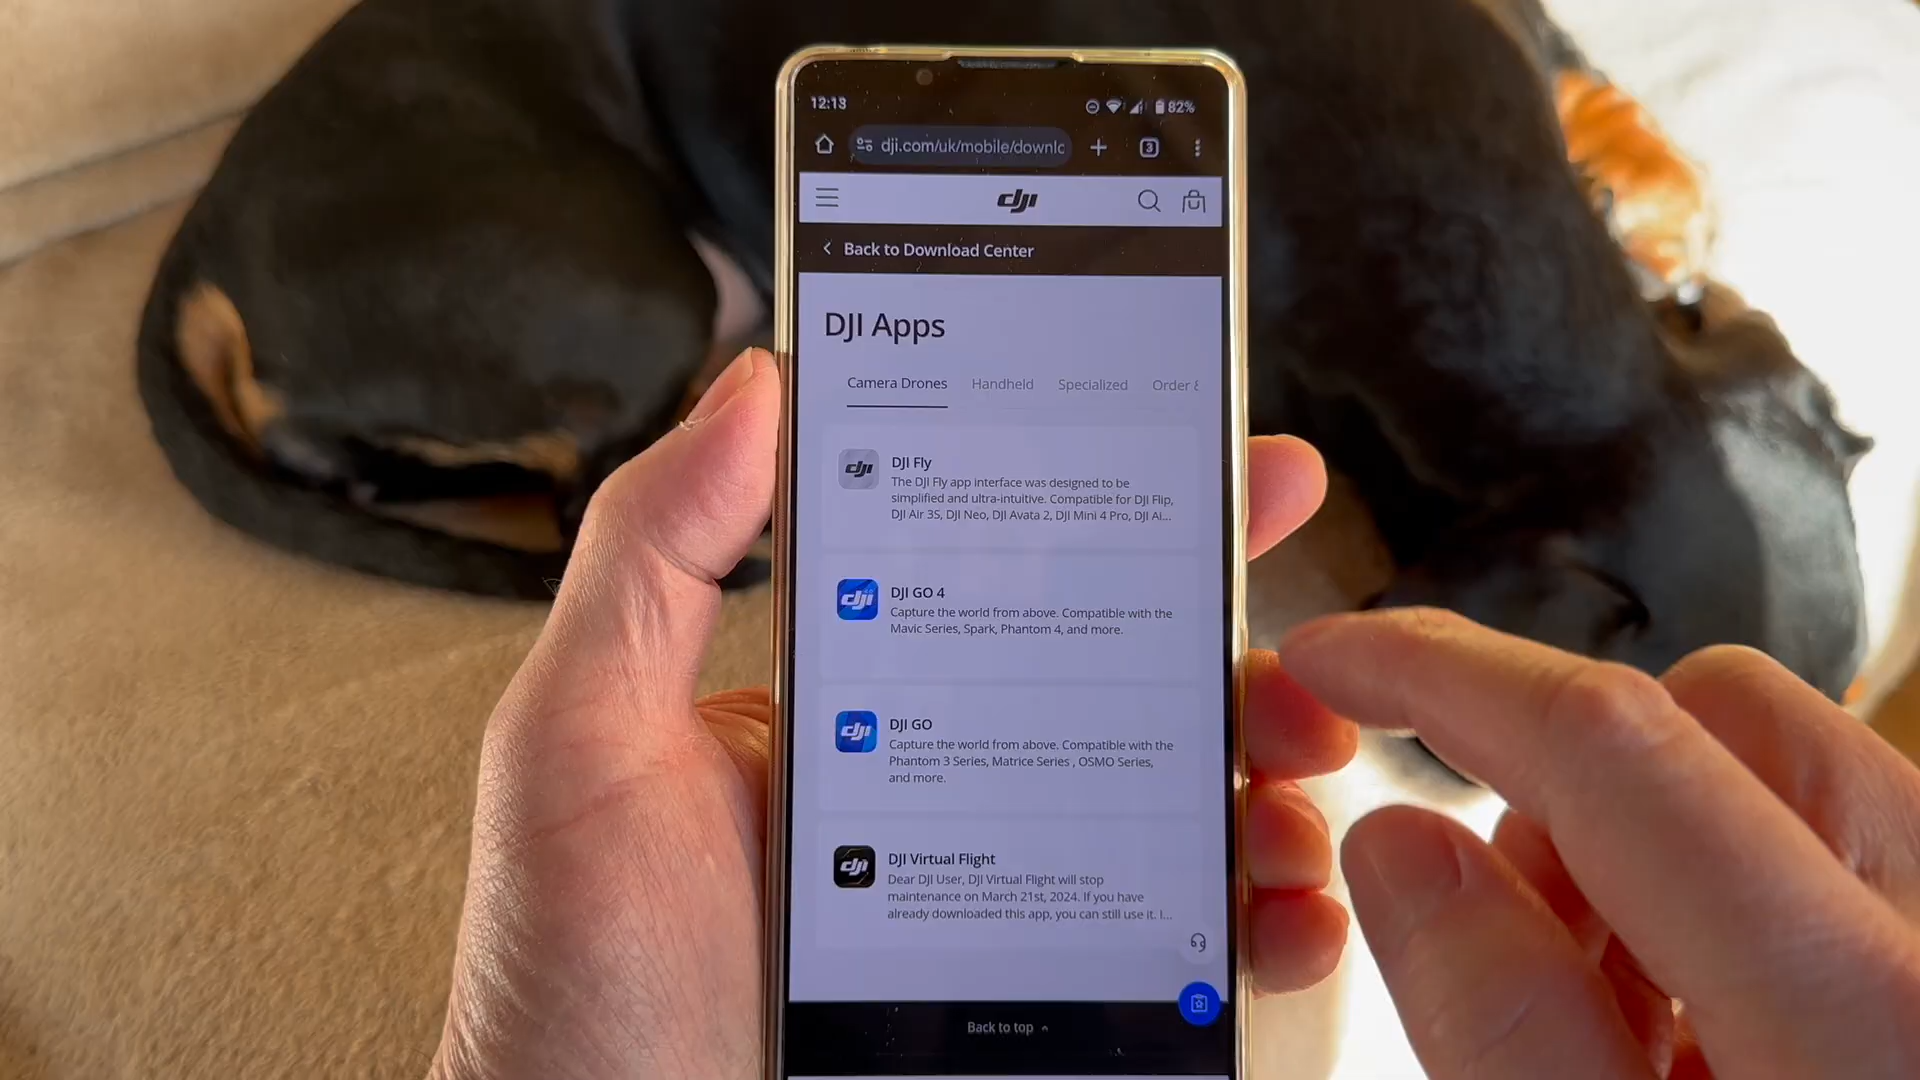 12:13
82%
dji.com/uk/mobile/downlc
3
dji
Back to Download Center
DJI Apps
Camera Drones Handheld Specialized Order &
dji
DJI Fly
The DJI Fly app interface was designed to be
simplified and ultra-intuitive. Compatible for DJI Flip,
DJI Air 3S, DJI Neo, DJI Avata 2, DJI Mini 4 Pro, DJI Ai...
dji
DJI GO 4
Capture the world from above. Compatible with the
Mavic Series, Spark, Phantom 4, and more.
dji
DJI GO
Capture the world from above. Compatible with the
Phantom 3 Series, Matrice Series , OSMO Series,
and more.
dji
DJI Virtual Flight
Dear DJI User, DJI Virtual Flight will stop
maintenance on March 21st, 2024. If you have
already downloaded this app, you can still use it. I...
Back to top